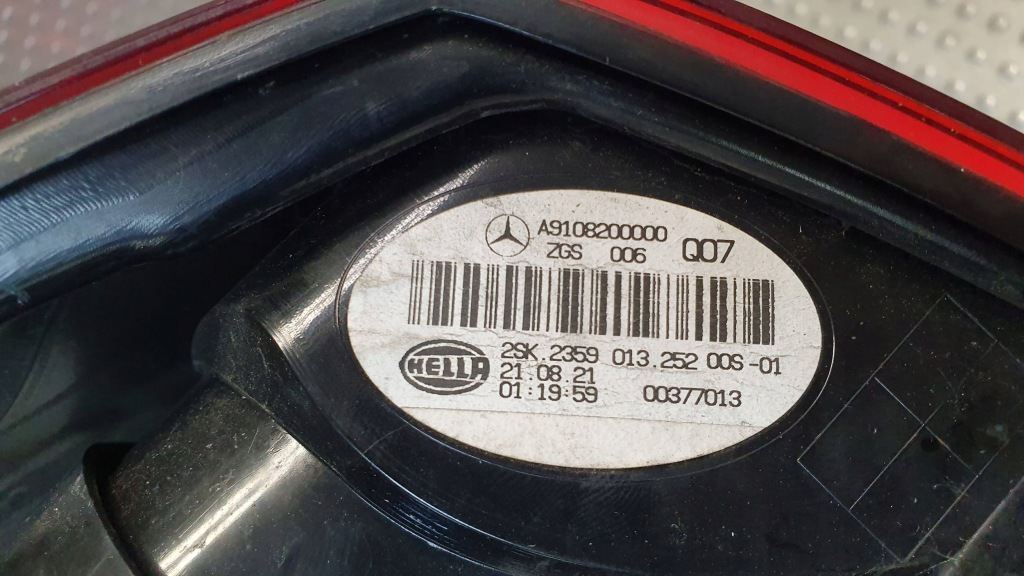 A9108200000
ZGS 006 Q07
HELLA
2SK.2359 013.252 00S-01
21.08.21
01:19:59 00377013